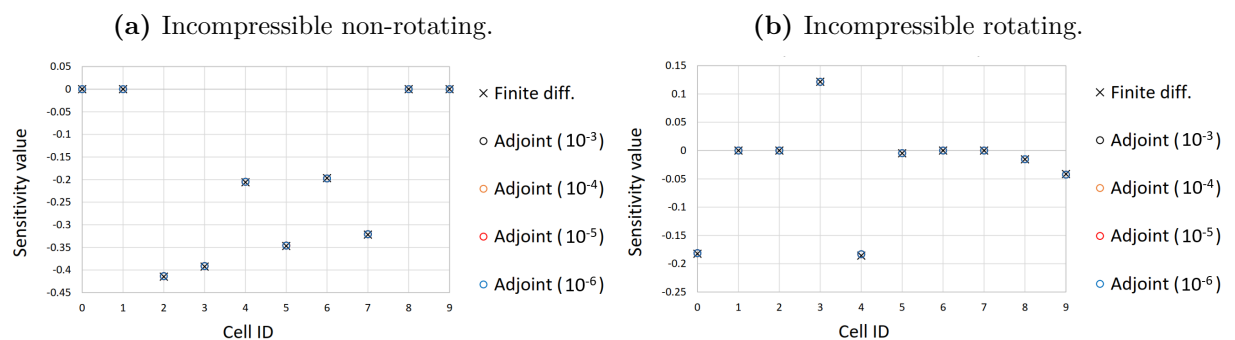 (a) Incompressible non-rotating.
0.05
0
-0.05
-0.1
-0.15
-0.2
-0.25
-0.3
-0.35
-0.4
-0.45
Sensitivity value
0 1 2 3 4 5 6 7 8 9
Cell ID
Finite diff.
Adjoint (10⁻³)
Adjoint (10⁻⁴)
Adjoint (10⁻⁵)
Adjoint (10⁻⁶)
(b) Incompressible rotating.
0.15
0.1
0.05
0
-0.05
-0.1
-0.15
-0.2
-0.25
Sensitivity value
0 1 2 3 4 5 6 7 8 9
Cell ID
Finite diff.
Adjoint (10⁻³)
Adjoint (10⁻⁴)
Adjoint (10⁻⁵)
Adjoint (10⁻⁶)